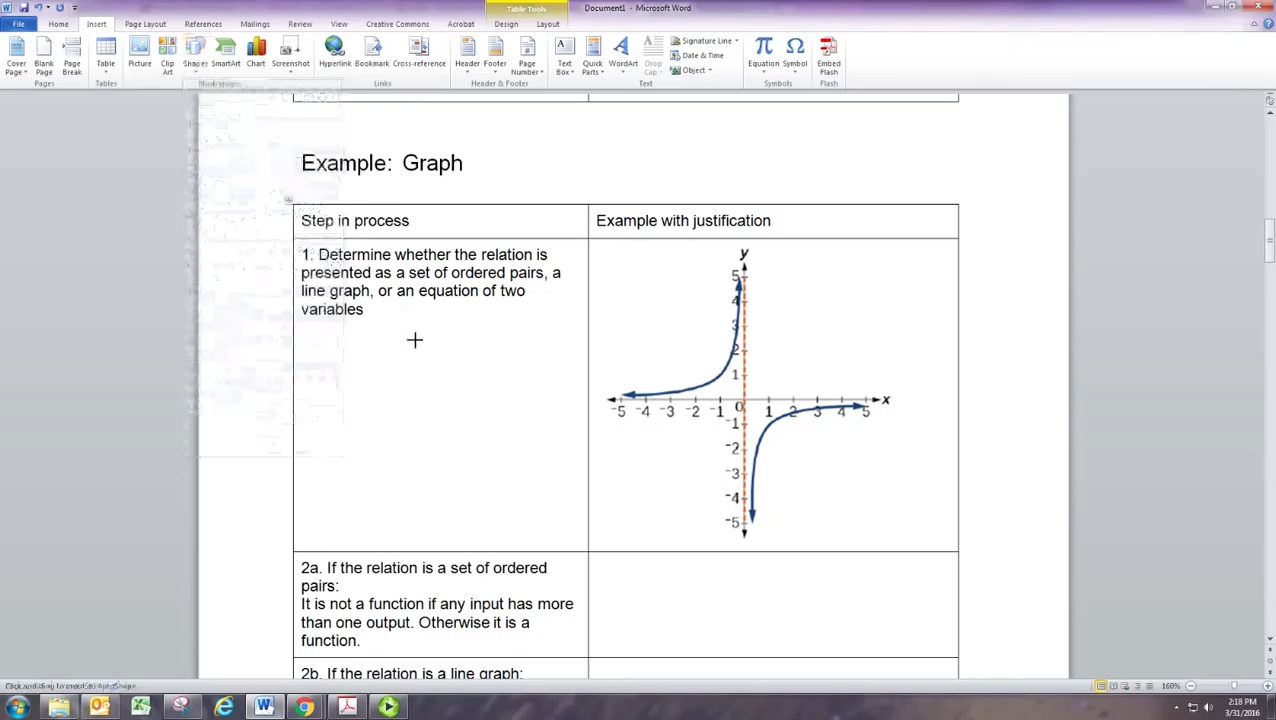 Table Tools
Document1 - Microsoft Word
File Home Insert Page Layout References Mailings Review View Creative Commons Acrobat Design Layout
Cover Page Blank Page Page Break Table Picture Clip Art Shapes SmartArt Chart Screenshot Hyperlink Bookmark Cross-reference Header Footer Page Number Text Box Quick Parts WordArt Drop Cap Signature Line Date & Time Object Equation Symbol Embed Flash
Pages Tables Links Header & Footer Text Symbols Flash
Example: Graph
Step in process Example with justification
1. Determine whether the relation is
presented as a set of ordered pairs, a
line graph, or an equation of two
variables
y
5
4
3
2
1
-5 -4 -3 -2 -1 0 1 2 3 4 5 x
-1
-2
-3
-4
-5
2a. If the relation is a set of ordered
pairs:
It is not a function if any input has more
than one output. Otherwise it is a
function.
2b. If the relation is a line graph:
160%
2:18 PM
3/31/2016